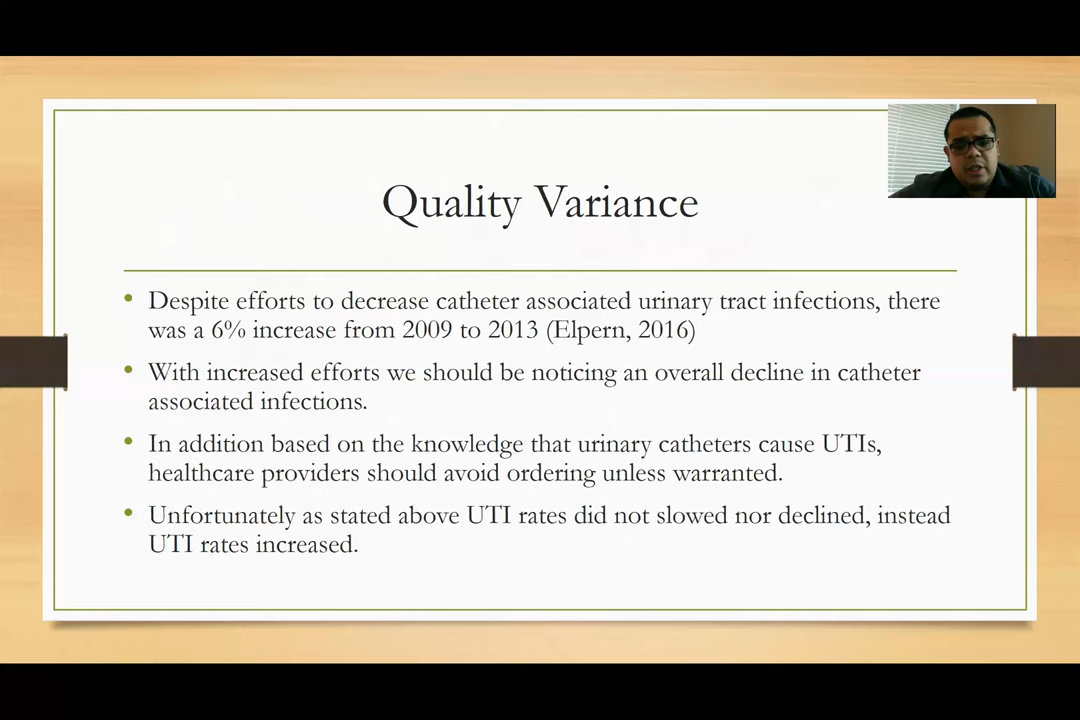 Quality Variance
• Despite efforts to decrease catheter associated urinary tract infections, there
was a 6% increase from 2009 to 2013 (Elpern, 2016)
• With increased efforts we should be noticing an overall decline in catheter
associated infections.
• In addition based on the knowledge that urinary catheters cause UTIs,
healthcare providers should avoid ordering unless warranted.
• Unfortunately as stated above UTI rates did not slowed nor declined, instead
UTI rates increased.